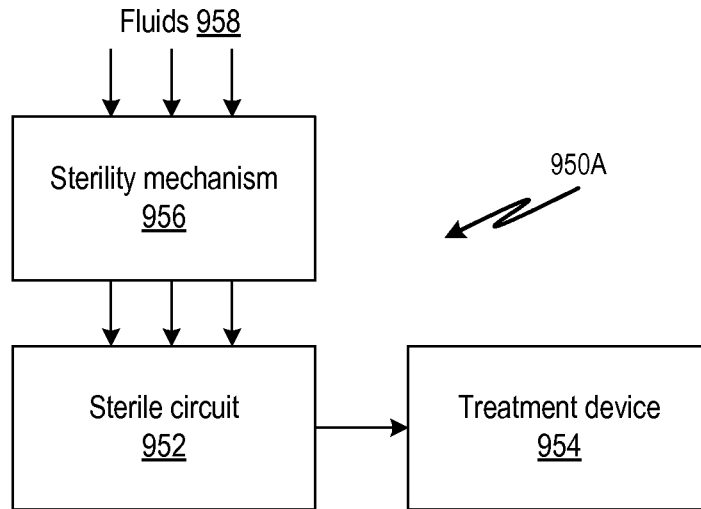 Fluids 958
Sterility mechanism
956
950A
Sterile circuit
952
Treatment device
954